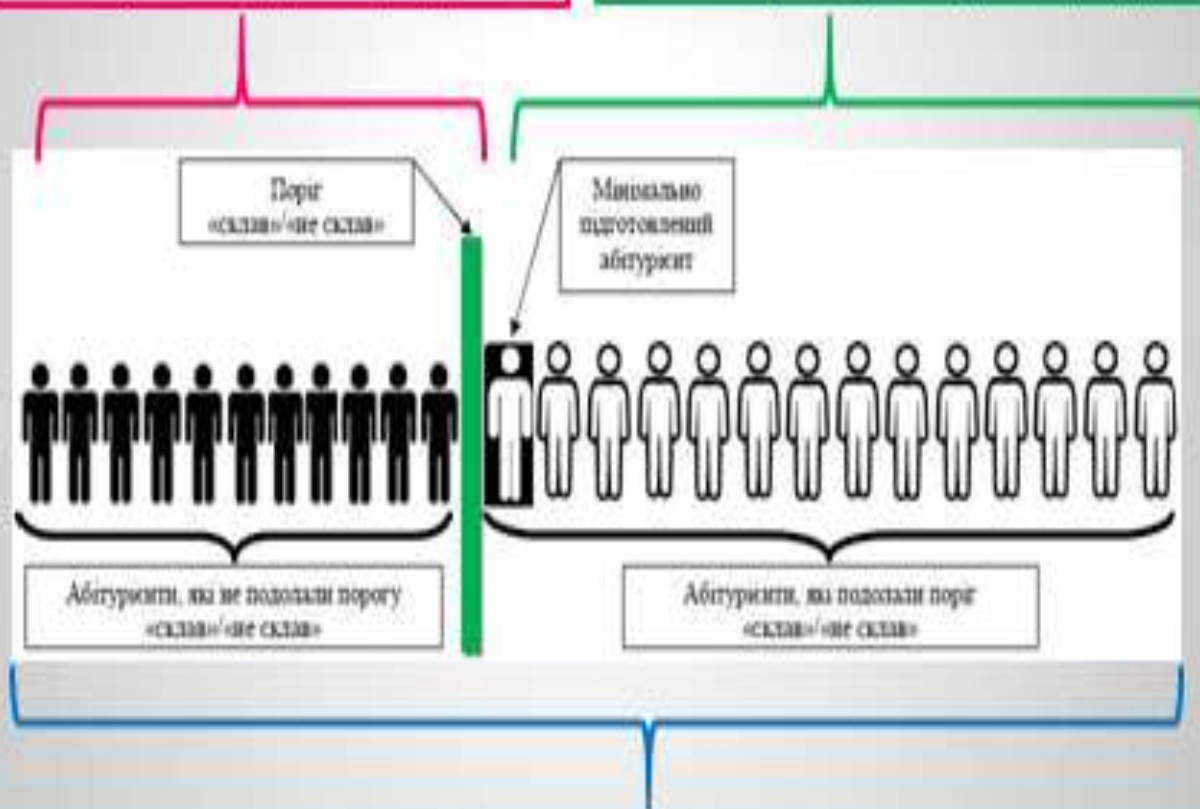 Поріг
«склав»/«не склав»
Мінімально
підготовлений
абітурієнт
Абітурієнти, які не подолали порогу
«склав»/«не склав»
Абітурієнти, які подолали поріг
«склав»/«не склав»